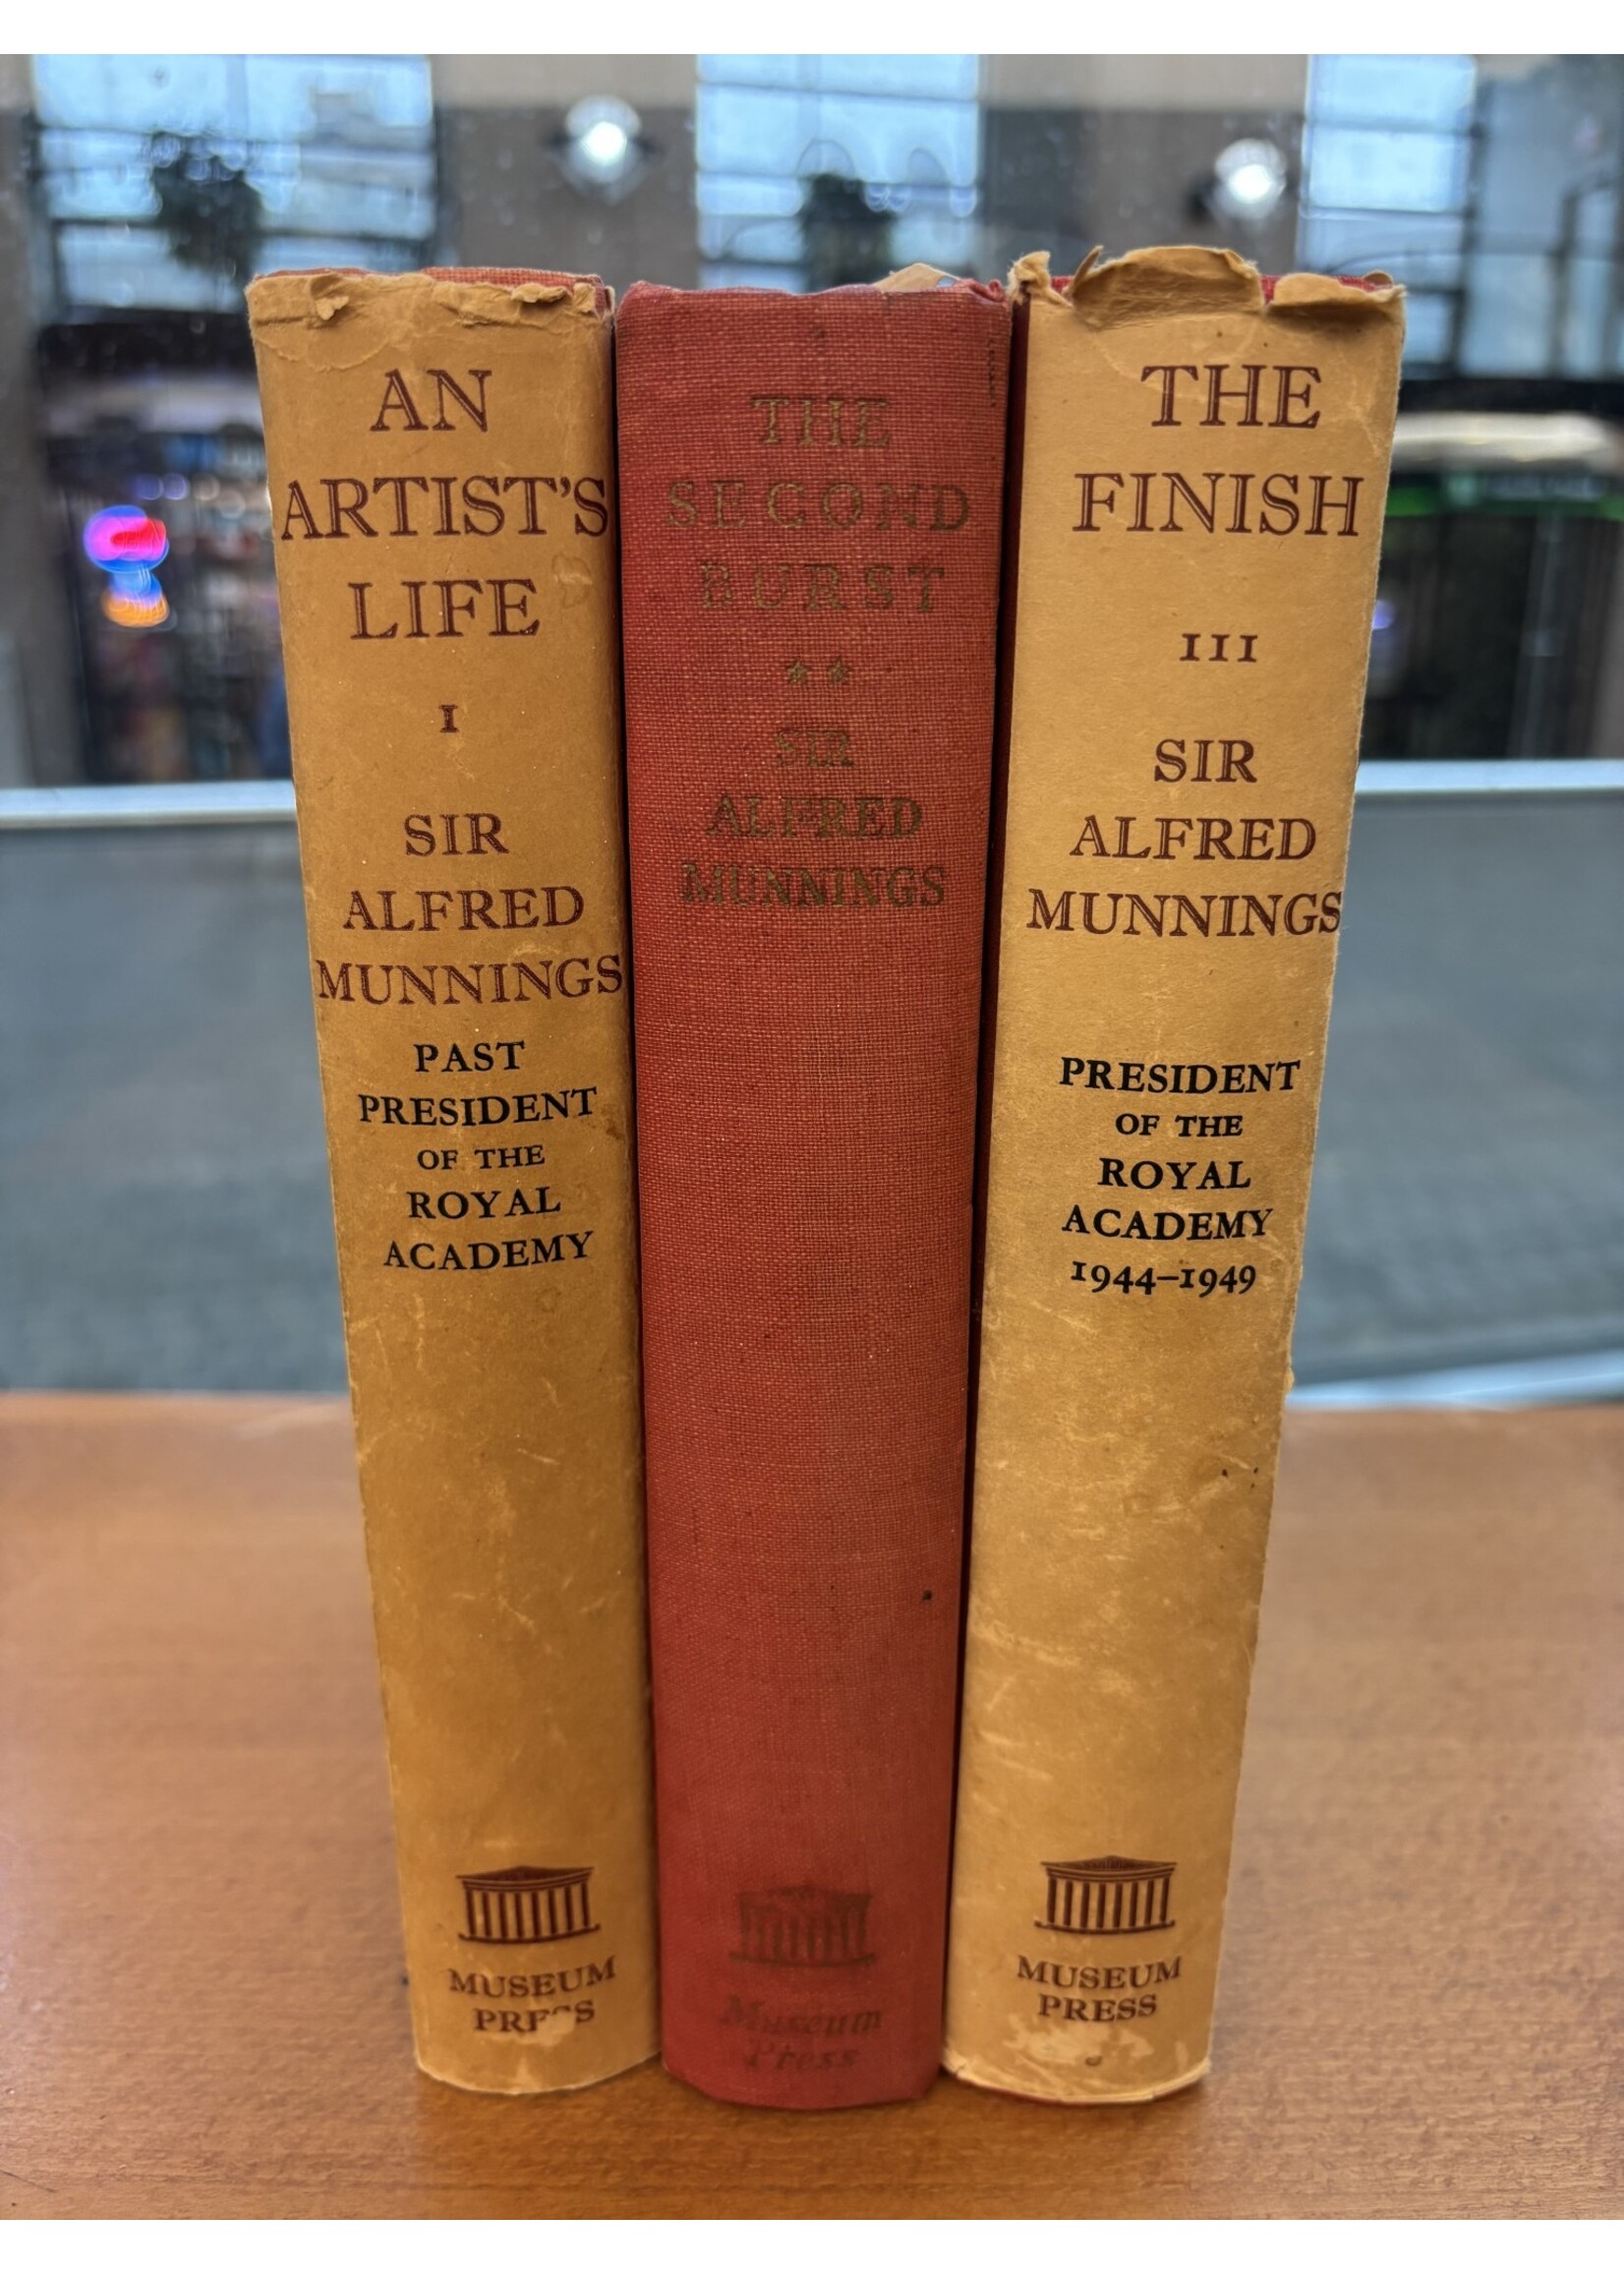 AN
ARTIST'S
LIFE
I
SIR
ALFRED
MUNNINGS
PAST
PRESIDENT
OF THE
ROYAL
ACADEMY
MUSEUM
PRESS
THE
SECOND
BURST
★★
SIR
ALFRED
MUNNINGS
Museum
Press
THE
FINISH
III
SIR
ALFRED
MUNNINGS
PRESIDENT
OF THE
ROYAL
ACADEMY
1944–1949
MUSEUM
PRESS